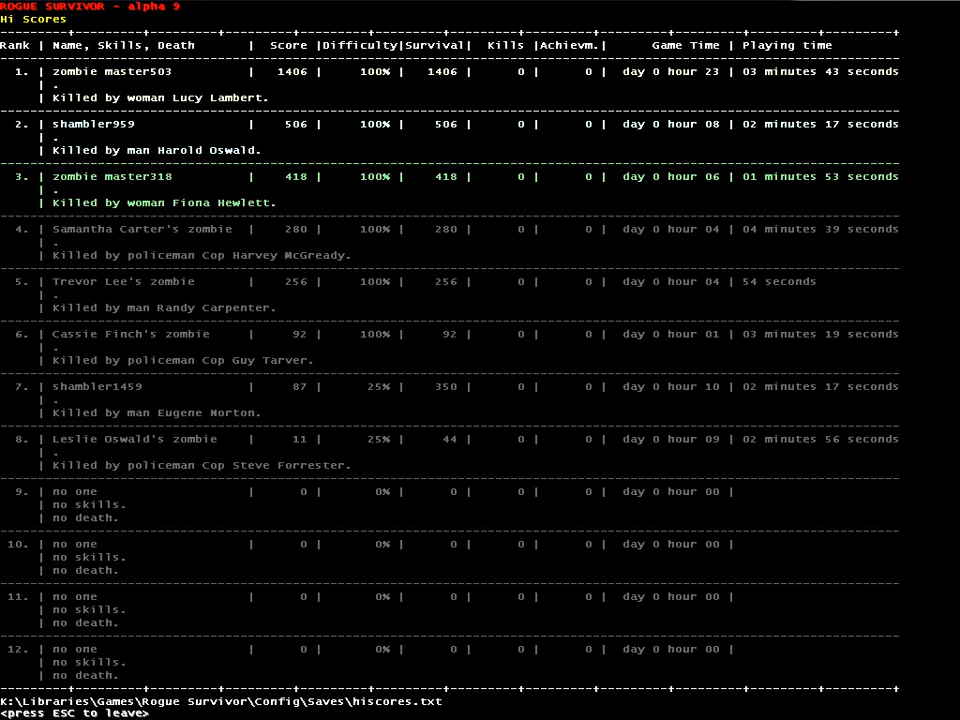 ROGUE SURVIVOR - alpha 9
Hi Scores
Rank | Name, Skills, Death | Score |Difficulty|Survival| Kills |Achievm.| Game Time | Playing time
1. | zombie master503 | 1406 | 100% | 1406 | 0 | 0 | day 0 hour 23 | 03 minutes 43 seconds
| .
| Killed by woman Lucy Lambert.
2. | shambler959 | 506 | 100% | 506 | 0 | 0 | day 0 hour 08 | 02 minutes 17 seconds
| .
| Killed by man Harold Oswald.
3. | zombie master318 | 418 | 100% | 418 | 0 | 0 | day 0 hour 06 | 01 minutes 53 seconds
| .
| Killed by woman Fiona Hewlett.
4. | Samantha Carter's zombie | 280 | 100% | 280 | 0 | 0 | day 0 hour 04 | 04 minutes 39 seconds
| .
| Killed by policeman Cop Harvey McGready.
5. | Trevor Lee's zombie | 256 | 100% | 256 | 0 | 0 | day 0 hour 04 | 54 seconds
| .
| Killed by man Randy Carpenter.
6. | Cassie Finch's zombie | 92 | 100% | 92 | 0 | 0 | day 0 hour 01 | 03 minutes 19 seconds
| .
| Killed by policeman Cop Guy Tarver.
7. | shambler1459 | 87 | 25% | 350 | 0 | 0 | day 0 hour 10 | 02 minutes 17 seconds
| .
| Killed by man Eugene Norton.
8. | Leslie Oswald's zombie | 11 | 25% | 44 | 0 | 0 | day 0 hour 09 | 02 minutes 56 seconds
| .
| Killed by policeman Cop Steve Forrester.
9. | no one | 0 | 0% | 0 | 0 | 0 | day 0 hour 00 |
| no skills.
| no death.
10. | no one | 0 | 0% | 0 | 0 | 0 | day 0 hour 00 |
| no skills.
| no death.
11. | no one | 0 | 0% | 0 | 0 | 0 | day 0 hour 00 |
| no skills.
| no death.
12. | no one | 0 | 0% | 0 | 0 | 0 | day 0 hour 00 |
| no skills.
| no death.
K:\Libraries\Games\Rogue Survivor\Config\Saves\hiscores.txt
<press ESC to leave>